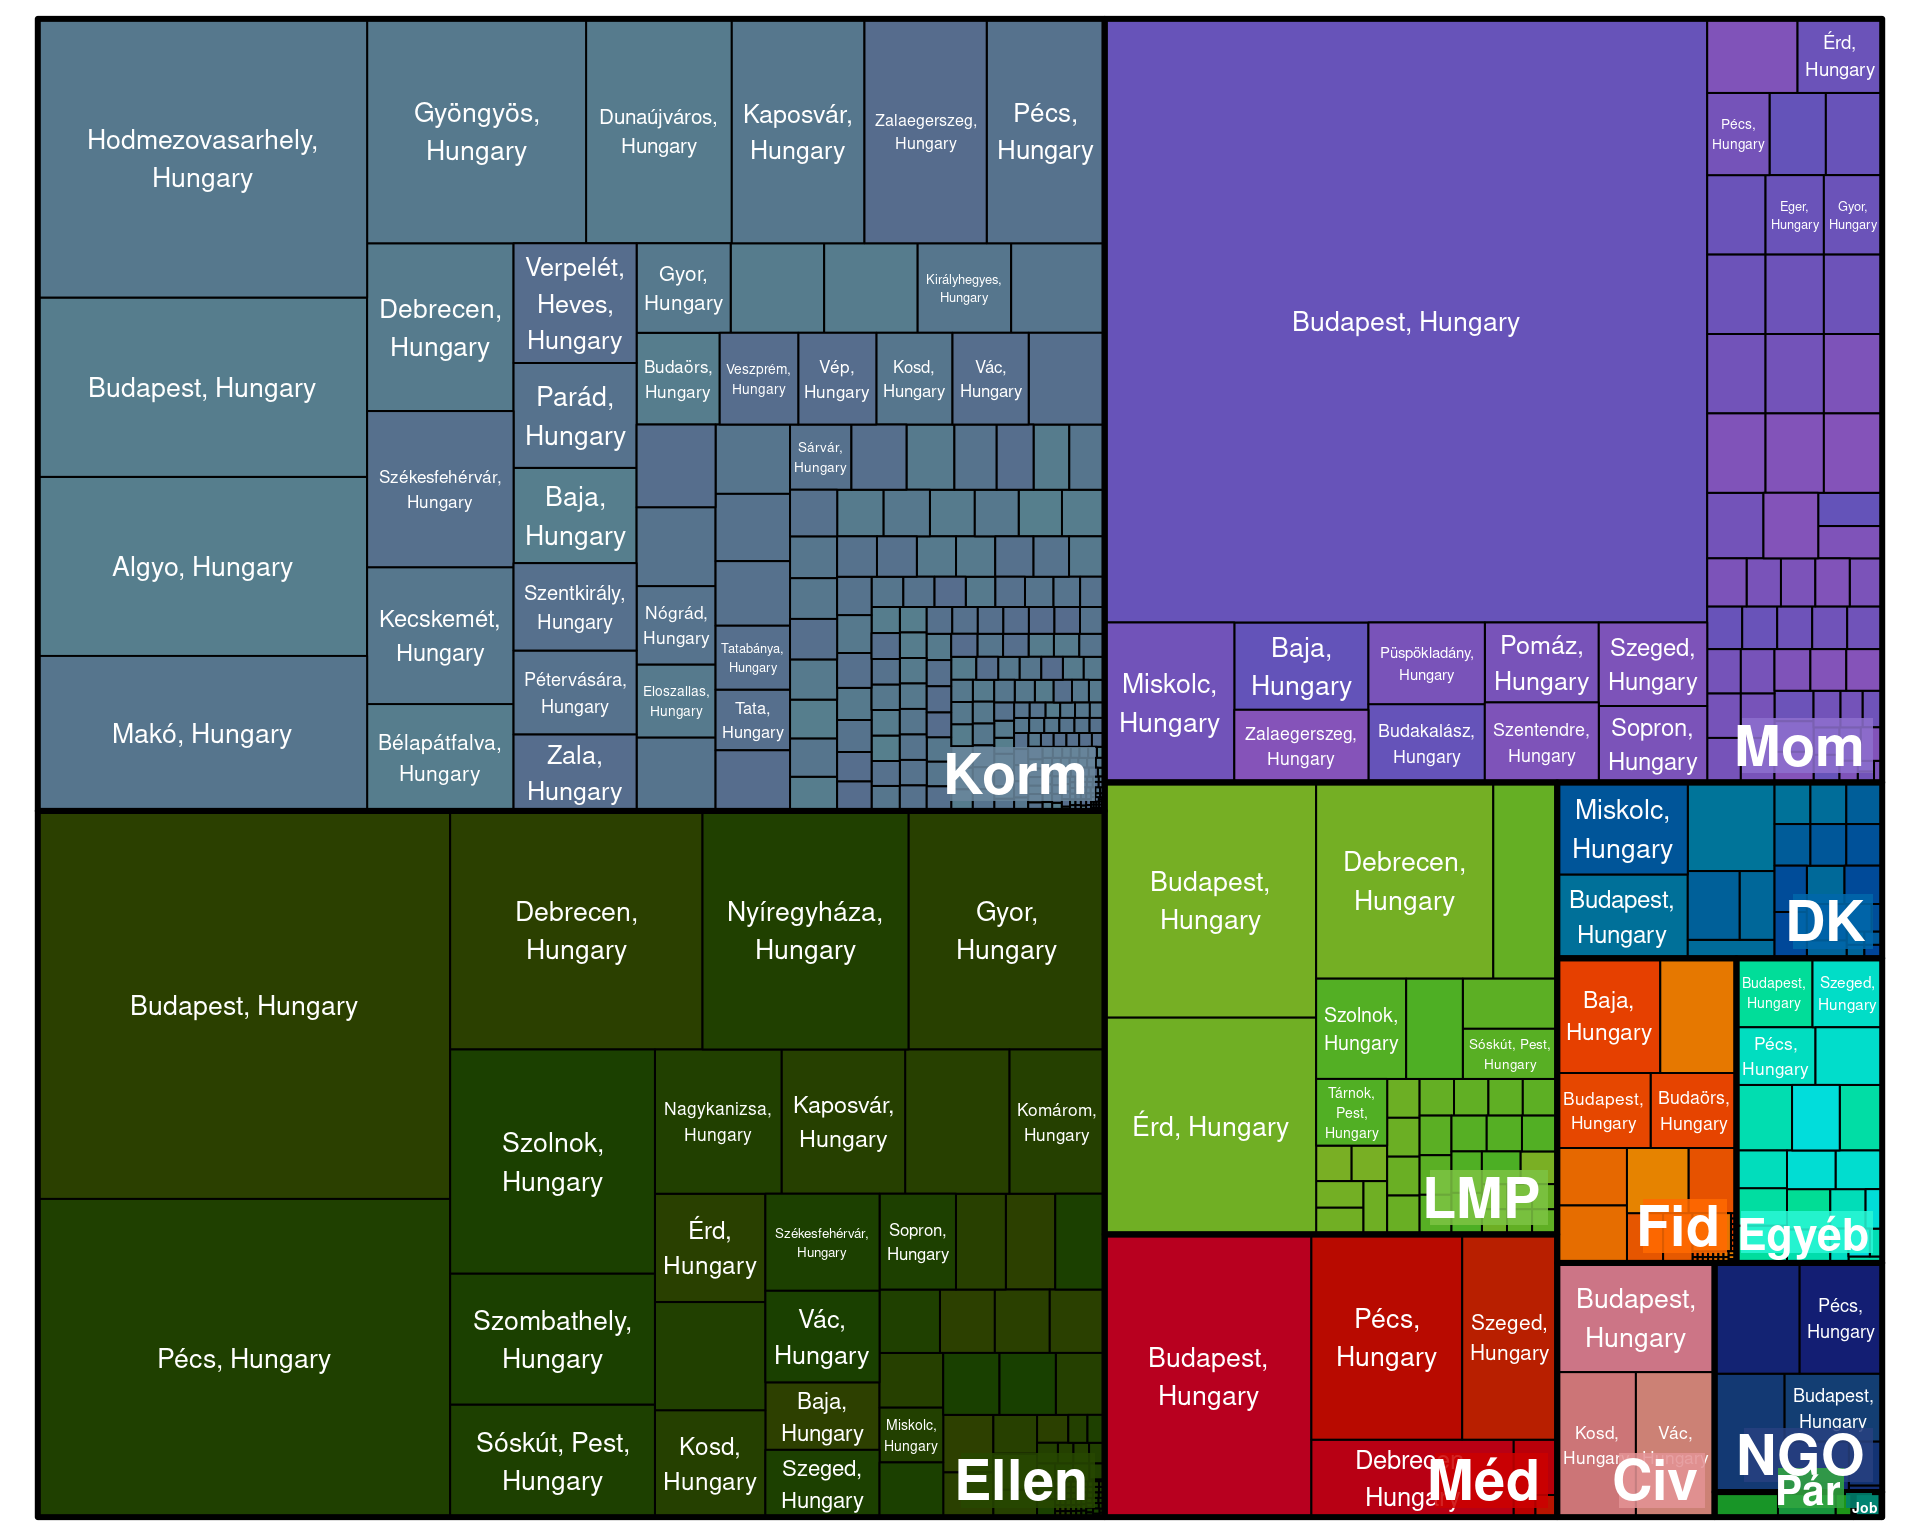 Hodmezovasarhely,
Hungary
Budapest, Hungary
Algyo, Hungary
Makó, Hungary
Gyöngyös,
Hungary
Dunaújváros,
Hungary
Kaposvár,
Hungary
Zalaegerszeg,
Hungary
Pécs,
Hungary
Debrecen,
Hungary
Székesfehérvár,
Hungary
Kecskemét,
Hungary
Bélapátfalva,
Hungary
Verpelét,
Heves,
Hungary
Parád,
Hungary
Baja,
Hungary
Szentkirály,
Hungary
Pétervására,
Hungary
Zala,
Hungary
Gyor,
Hungary
Királyhegyes,
Hungary
Budaörs,
Hungary
Veszprém,
Hungary
Vép,
Hungary
Kosd,
Hungary
Vác,
Hungary
Sárvár,
Hungary
Nógrád,
Hungary
Eloszallas,
Hungary
Tatabánya,
Hungary
Tata,
Hungary
Korm
Budapest, Hungary
Érd,
Hungary
Pécs,
Hungary
Eger,
Hungary
Gyor,
Hungary
Miskolc,
Hungary
Baja,
Hungary
Zalaegerszeg,
Hungary
Püspökladány,
Hungary
Budakalász,
Hungary
Pomáz,
Hungary
Szentendre,
Hungary
Szeged,
Hungary
Sopron,
Hungary
Mom
Budapest, Hungary
Pécs, Hungary
Debrecen,
Hungary
Nyíregyháza,
Hungary
Gyor,
Hungary
Szolnok,
Hungary
Szombathely,
Hungary
Sóskút, Pest,
Hungary
Nagykanizsa,
Hungary
Kaposvár,
Hungary
Komárom,
Hungary
Érd,
Hungary
Kosd,
Hungary
Székesfehérvár,
Hungary
Vác,
Hungary
Baja,
Hungary
Szeged,
Hungary
Sopron,
Hungary
Miskolc,
Hungary
Ellen
Budapest,
Hungary
Érd, Hungary
Debrecen,
Hungary
Szolnok,
Hungary
Sóskút, Pest,
Hungary
Tárnok,
Pest,
Hungary
LMP
Miskolc,
Hungary
Budapest,
Hungary
DK
Baja,
Hungary
Budapest,
Hungary
Budaörs,
Hungary
Fid
Budapest,
Hungary
Szeged,
Hungary
Pécs,
Hungary
Egyéb
Budapest,
Hungary
Pécs,
Hungary
Szeged,
Hungary
Debrecen,
Hungary
Méd
Budapest,
Hungary
Kosd,
Hungary
Vác,
Hungary
Civ
Pécs,
Hungary
Budapest,
Hungary
NGO
Pár
Job